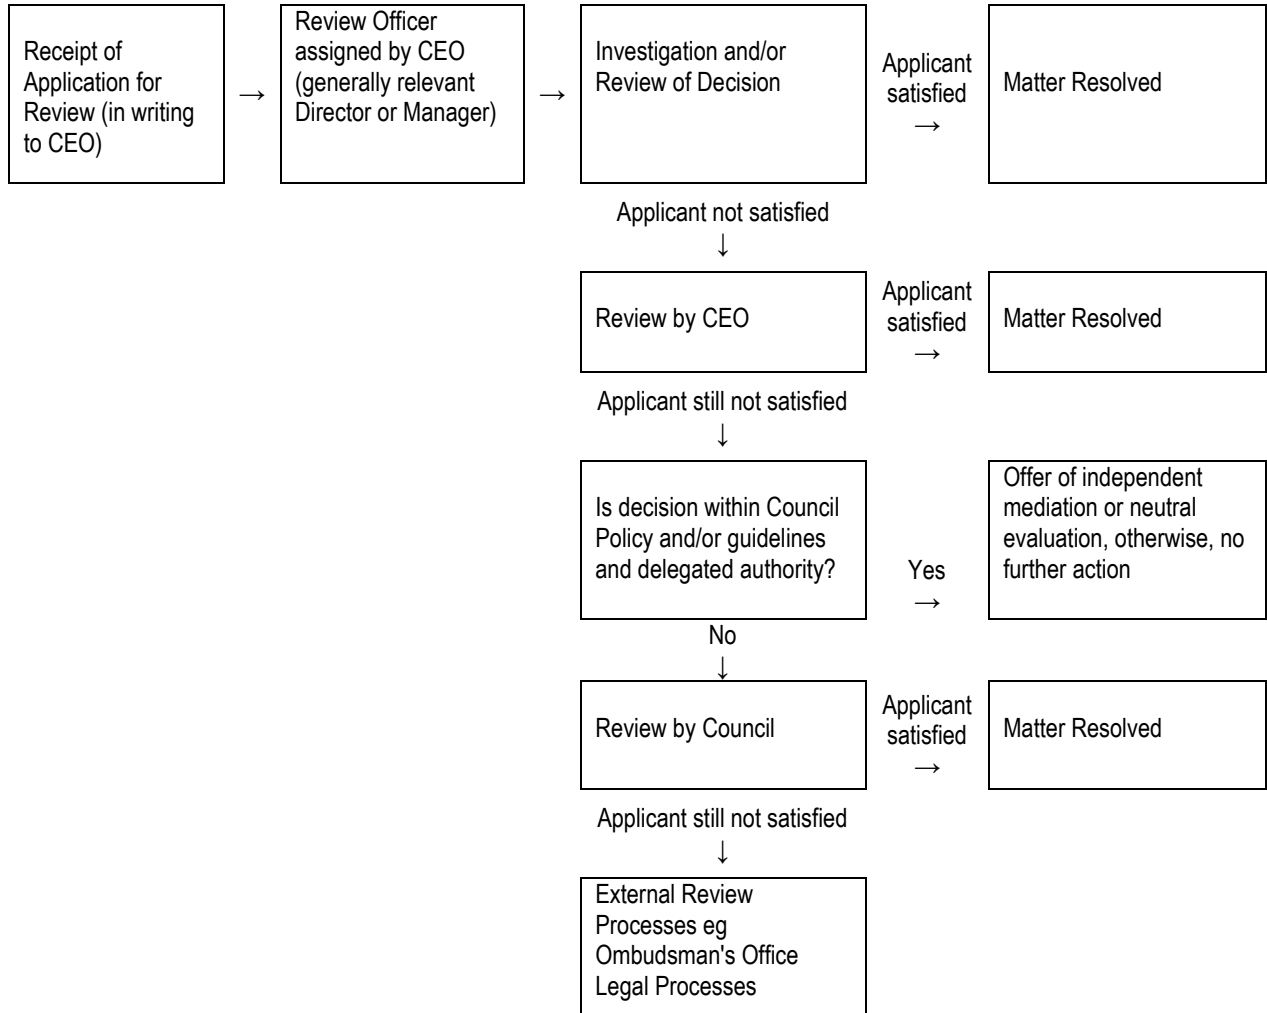 Receipt of
Application for
Review (in writing
to CEO)
→
Review Officer
assigned by CEO
(generally relevant
Director or Manager)
→
Investigation and/or
Review of Decision
Applicant
satisfied
→
Matter Resolved
Applicant not satisfied
↓
Review by CEO
Applicant
satisfied
→
Matter Resolved
Applicant still not satisfied
↓
Is decision within Council
Policy and/or guidelines
and delegated authority?
Yes
→
Offer of independent
mediation or neutral
evaluation, otherwise, no
further action
No
↓
Review by Council
Applicant
satisfied
→
Matter Resolved
Applicant still not satisfied
↓
External Review
Processes eg
Ombudsman's Office
Legal Processes